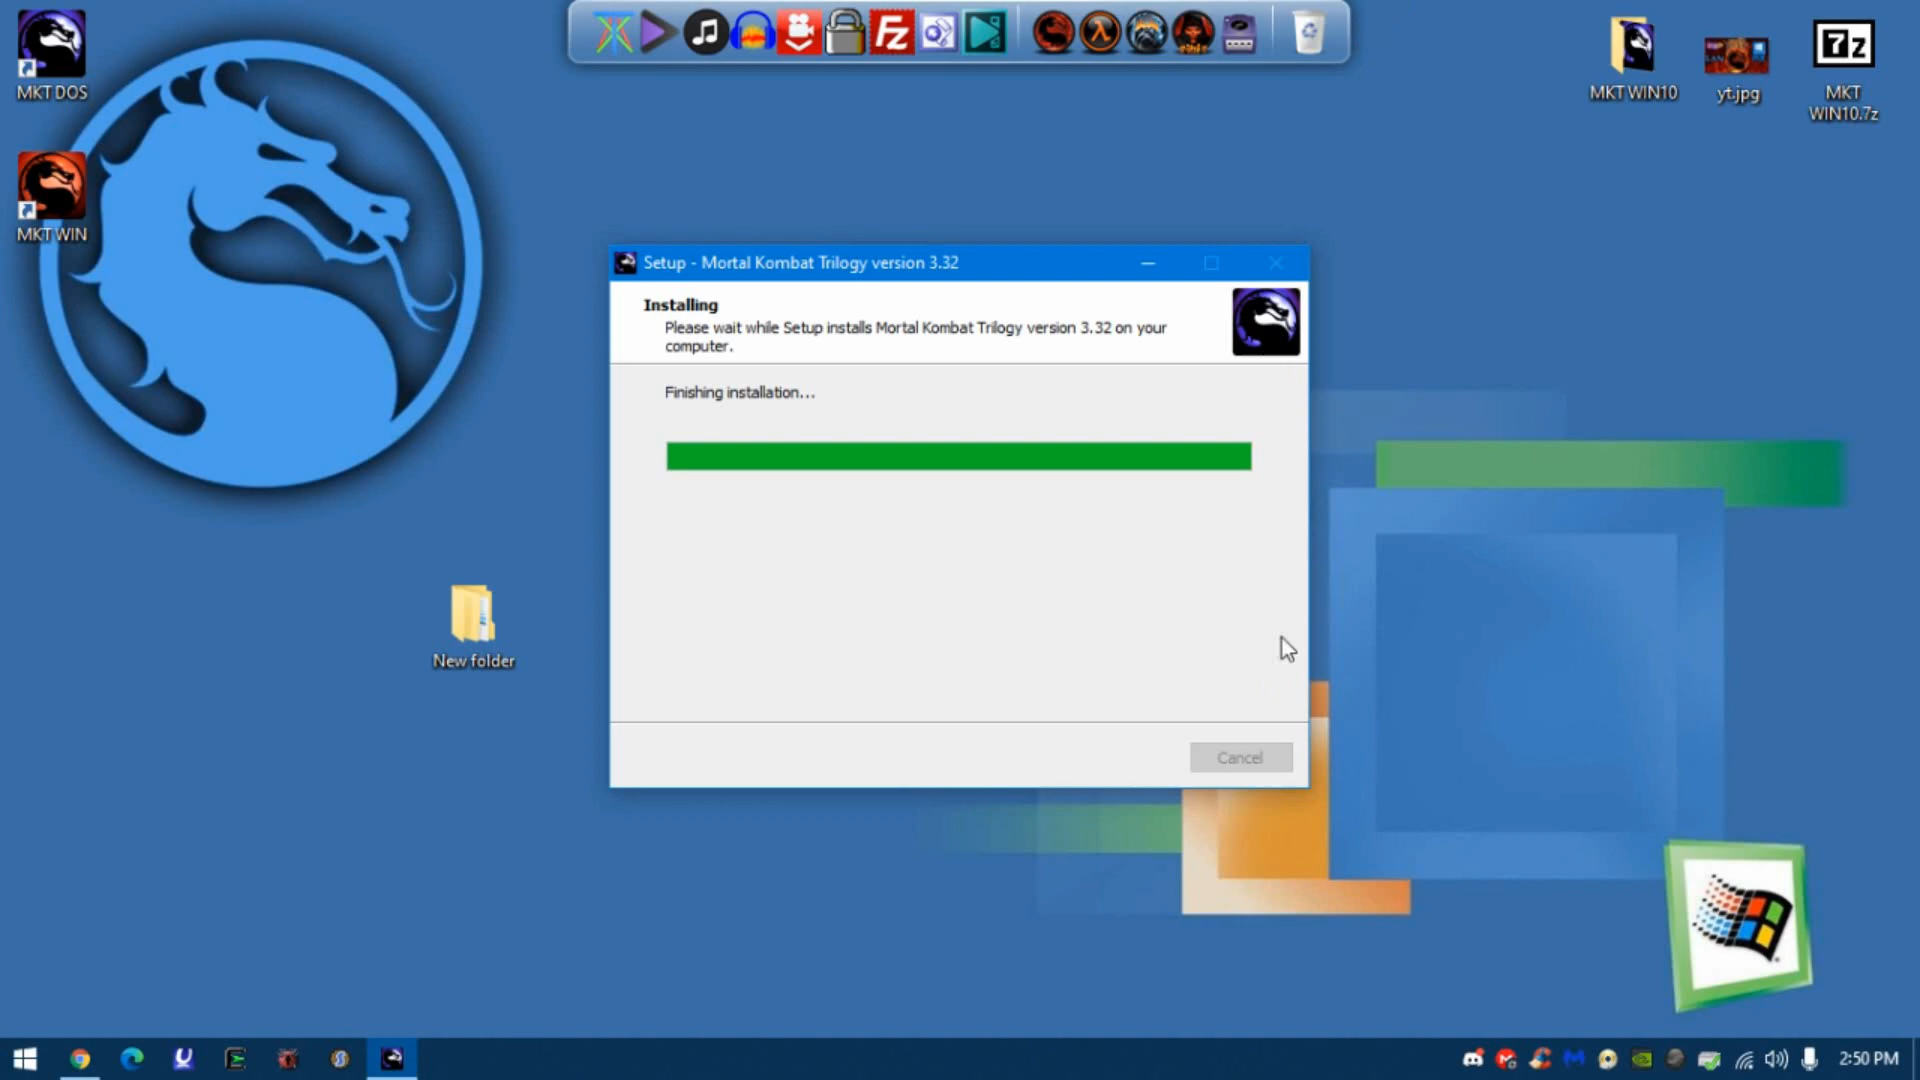 MKT DOS
MKT WIN
MKT WIN10
yt.jpg
7z
MKT
WIN10.7z
FZ
Setup - Mortal Kombat Trilogy version 3.32
Installing
Please wait while Setup installs Mortal Kombat Trilogy version 3.32 on your
computer.
Finishing installation...
Cancel
New folder
2:50 PM